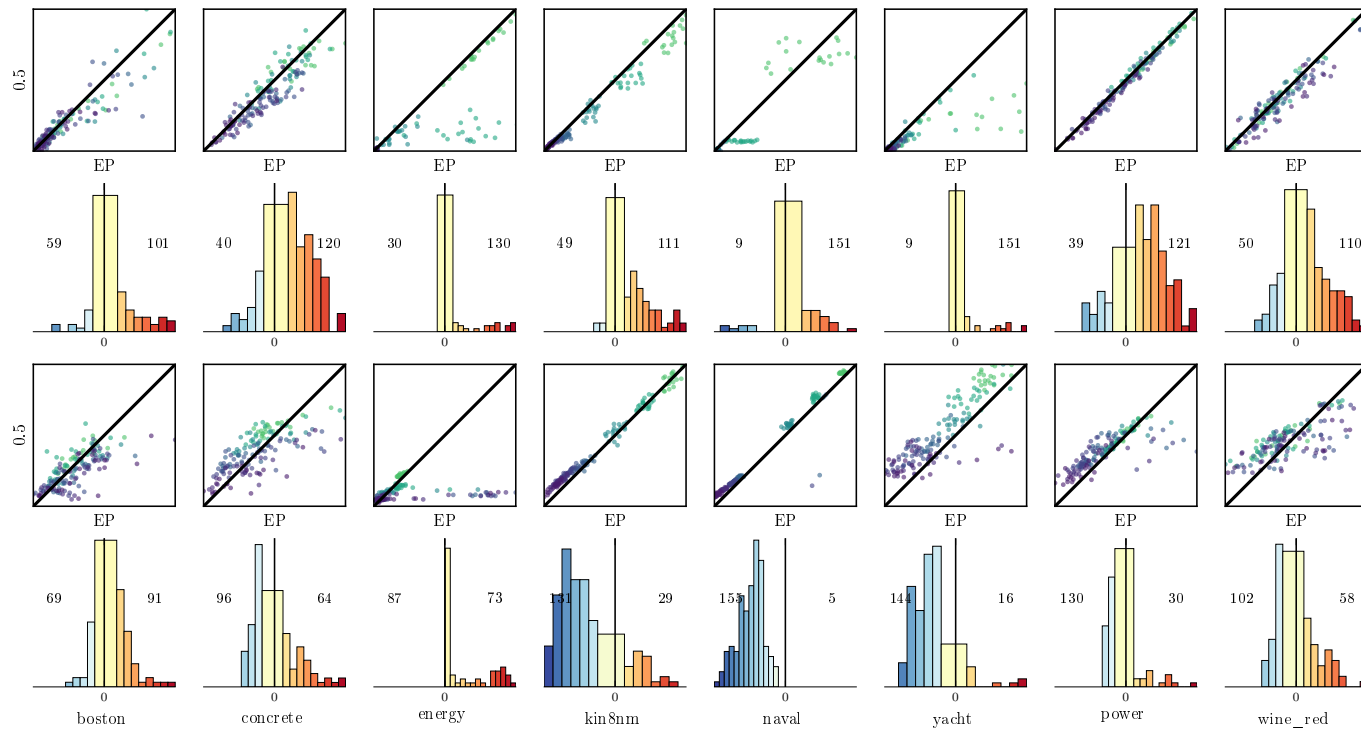 0.5
EP EP EP EP EP EP EP EP
59 101 40 120 30 130 49 111 9 151 9 151 39 121 50 110
0 0 0 0 0 0 0 0
0.5
EP EP EP EP EP EP EP EP
69 91 96 64 87 73 131 29 155 5 144 16 130 30 102 58
0 0 0 0 0 0 0 0
boston concrete energy kin8nm naval yacht power wine_red